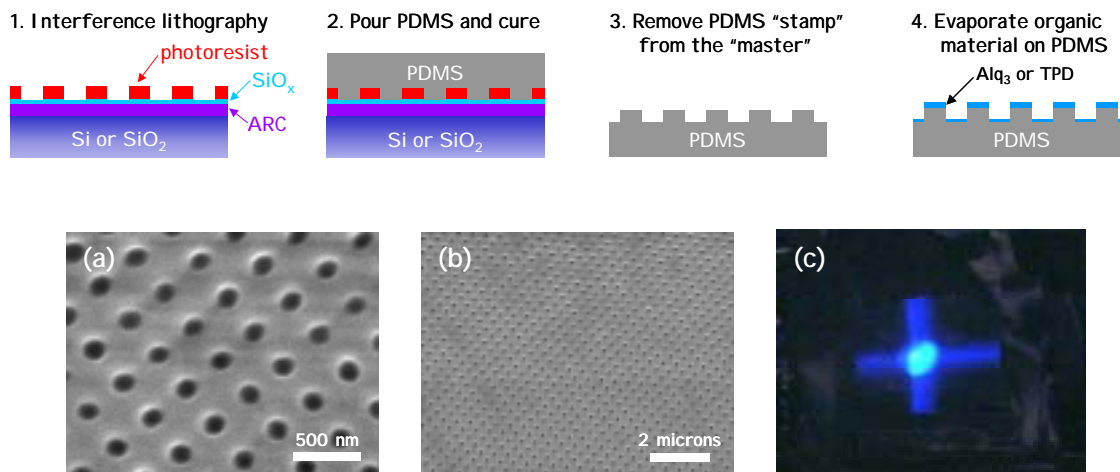 1. Interference lithography
photoresist
SiOₓ
ARC
Si or SiO₂
2. Pour PDMS and cure
PDMS
Si or SiO₂
3. Remove PDMS “stamp”
from the “master”
PDMS
4. Evaporate organic
material on PDMS
Alq₃ or TPD
PDMS
(a)
500 nm
(b)
2 microns
(c)